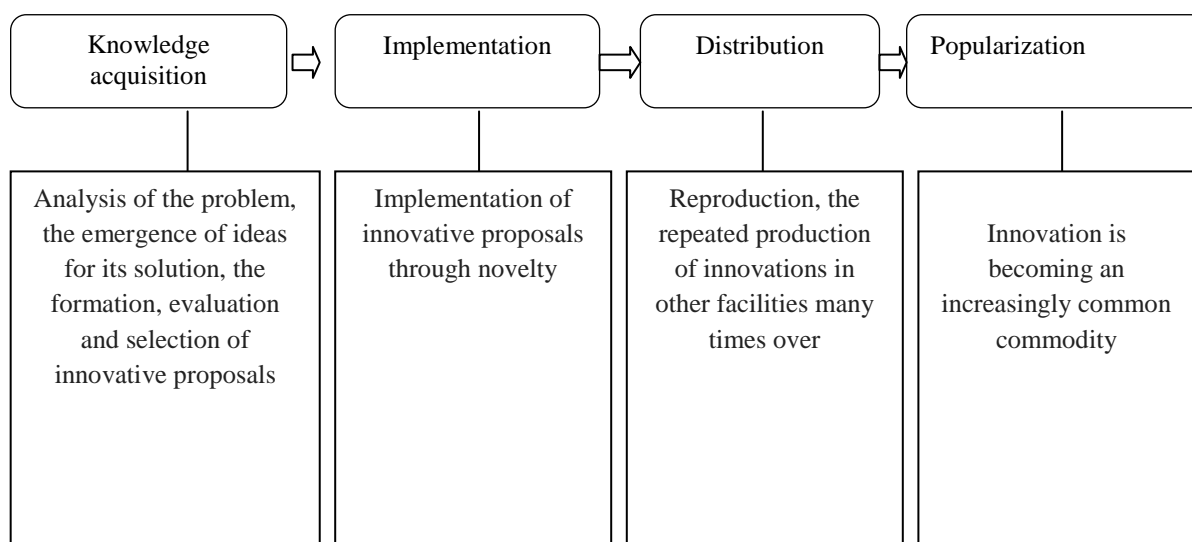 Knowledge
acquisition
Implementation
Distribution
Popularization
Analysis of the problem,
the emergence of ideas
for its solution, the
formation, evaluation
and selection of
innovative proposals
Implementation of
innovative proposals
through novelty
Reproduction, the
repeated production
of innovations in
other facilities many
times over
Innovation is
becoming an
increasingly common
commodity